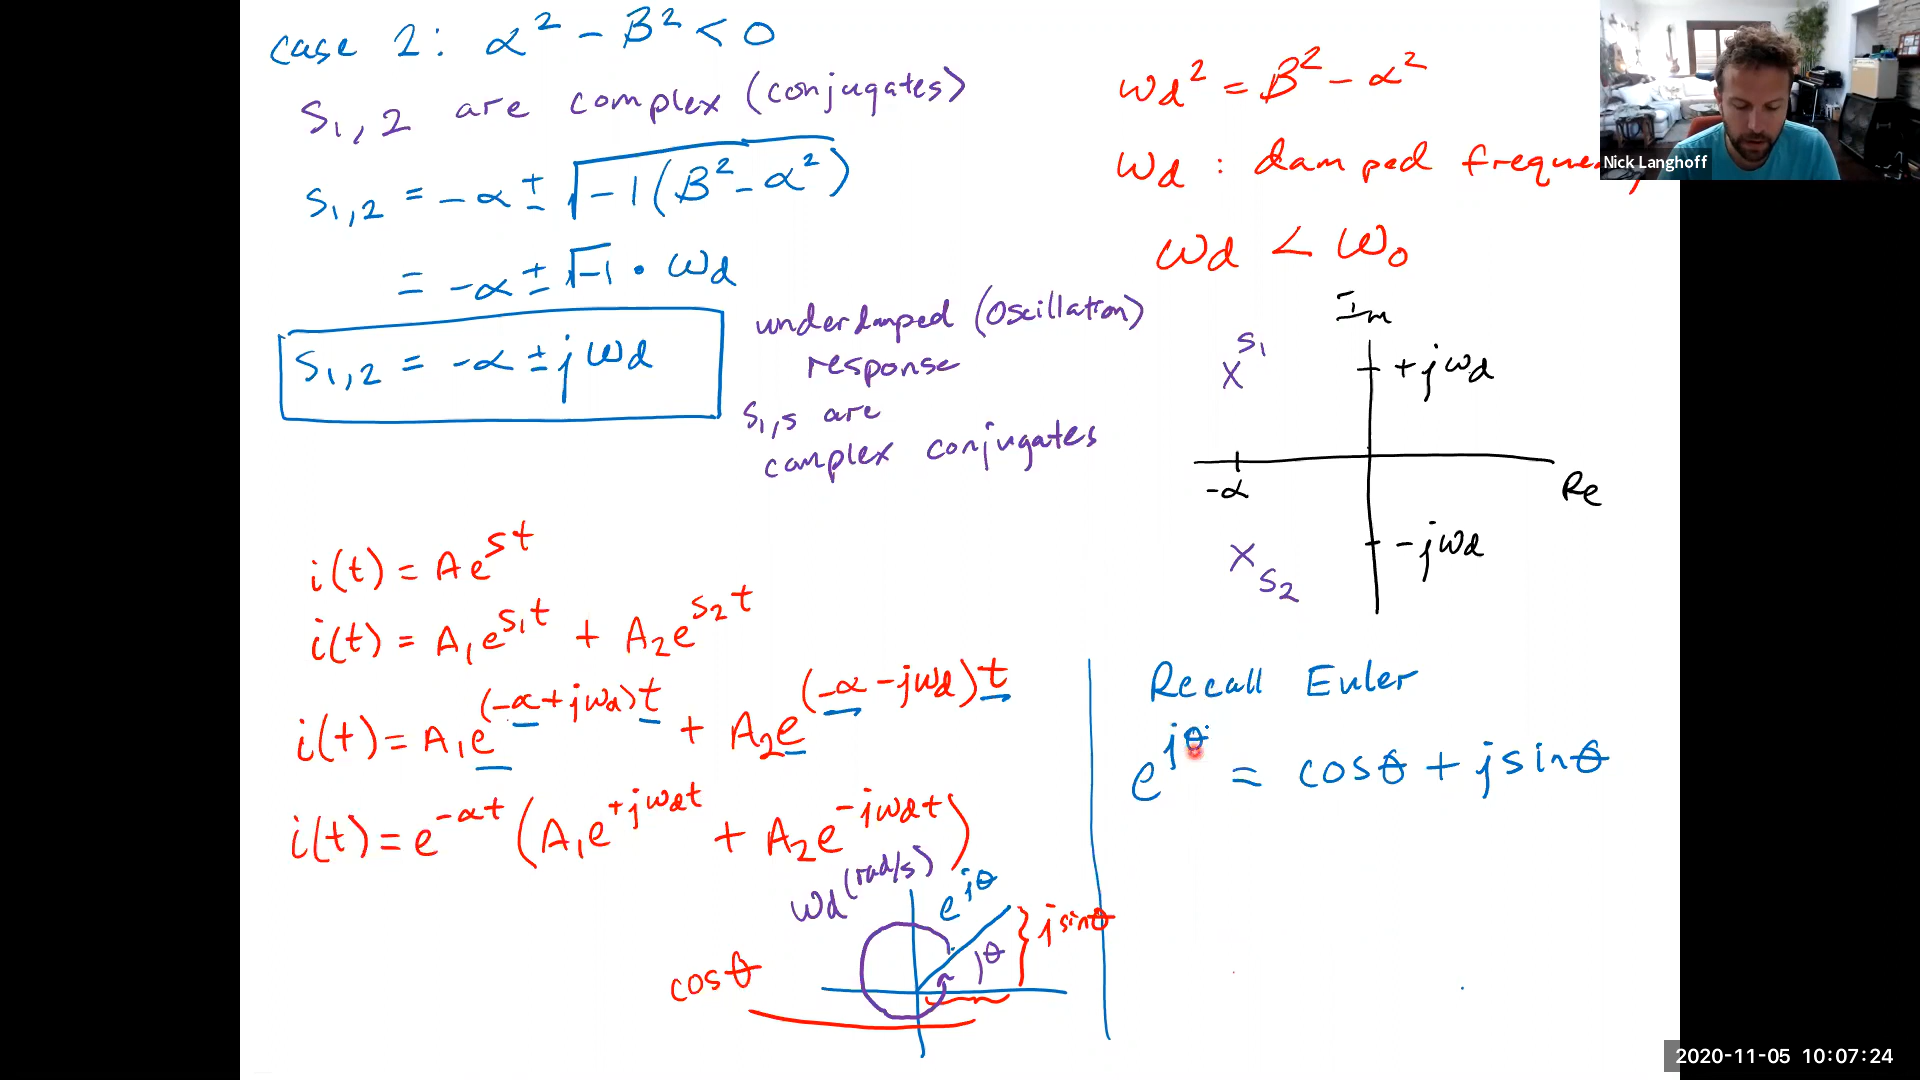 case 2: α² - β² < 0
s₁,₂ are complex (conjugates)
s₁,₂ = -α ± √-1(β² - α²)
= -α ± √-1 · ωd
s₁,₂ = -α ± jωd
underdamped (oscillation)
response
s₁,s are
complex conjugates
ωd² = β² - α²
ωd : damped
Nick Langhoff
ωd < ω₀
Im
s₁
x
+jωd
-α
Re
-jωd
x
s₂
i(t) = Ae^st
i(t) = A₁e^s₁t + A₂e^s₂t
i(t) = A₁e^(-α+jωd)t + A₂e^(-α-jωd)t
i(t) = e^-αt (A₁e^+jωdt + A₂e^-jωdt)
ωd (rad/s)
e^jθ
θ
jsinθ
cosθ
Recall Euler
e^jθ = cosθ + jsinθ
2020-11-05 10:07:24